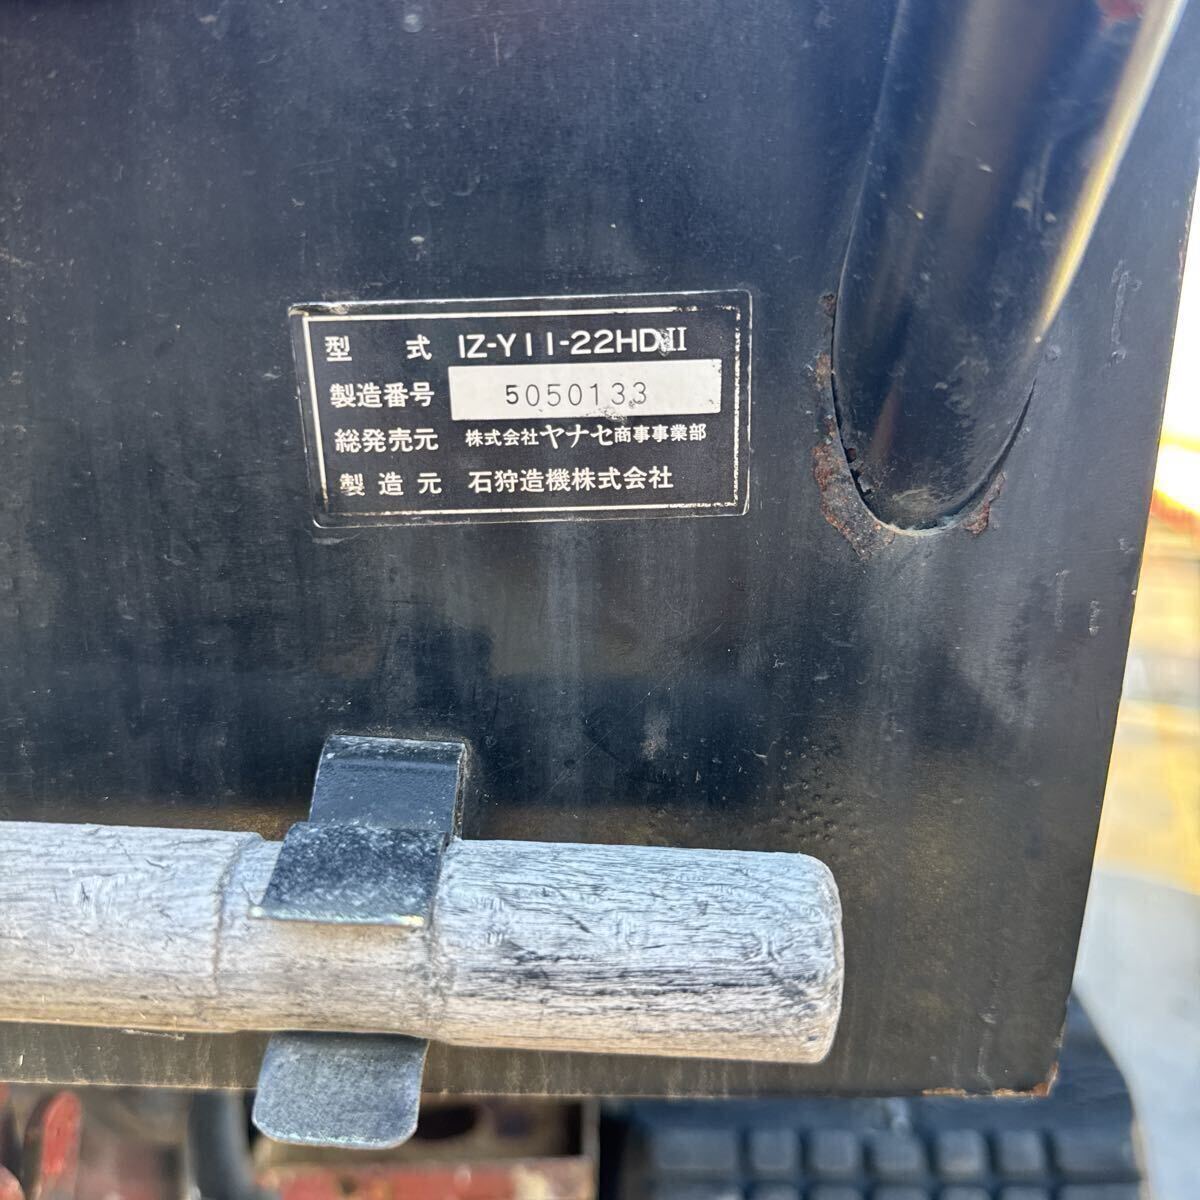 型 式 IZ-Y11-22HDII
製造番号 5050133
総発売元 株式会社ヤナセ商事事業部
製造元 石狩造機株式会社